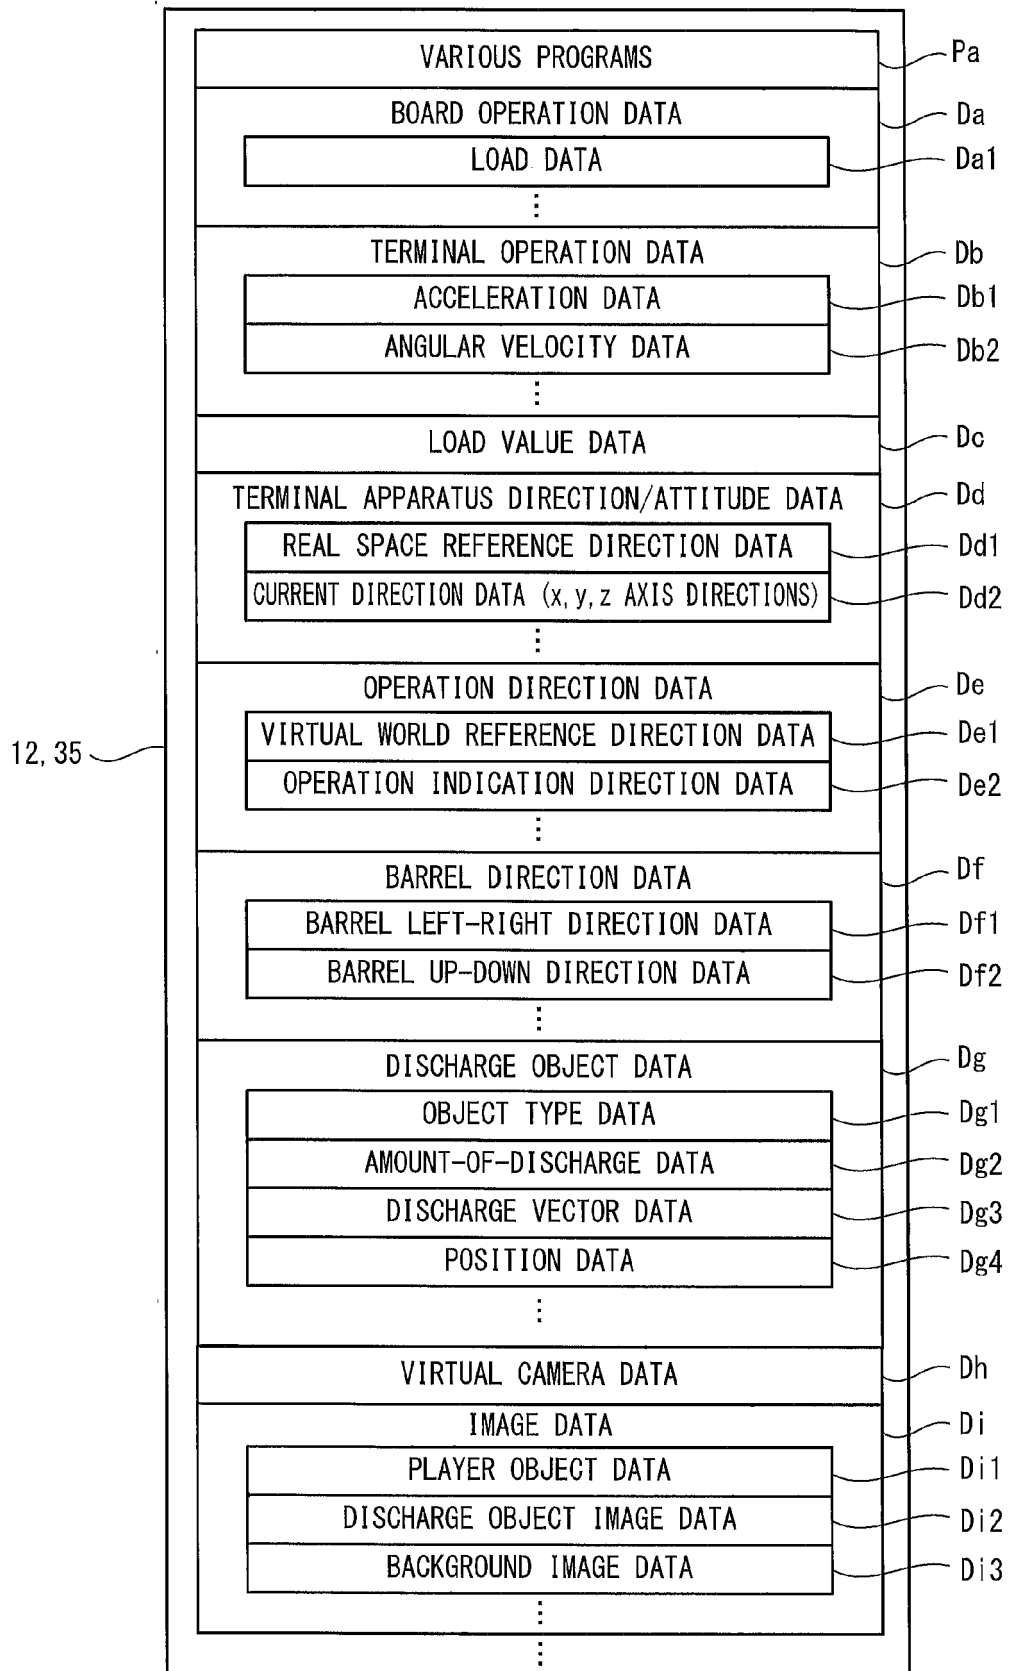 VARIOUS PROGRAMS Pa
BOARD OPERATION DATA Da
LOAD DATA Da1
TERMINAL OPERATION DATA Db
ACCELERATION DATA Db1
ANGULAR VELOCITY DATA Db2
LOAD VALUE DATA Dc
TERMINAL APPARATUS DIRECTION/ATTITUDE DATA Dd
REAL SPACE REFERENCE DIRECTION DATA Dd1
CURRENT DIRECTION DATA (x, y, z AXIS DIRECTIONS) Dd2
OPERATION DIRECTION DATA De
12, 35 VIRTUAL WORLD REFERENCE DIRECTION DATA De1
OPERATION INDICATION DIRECTION DATA De2
BARREL DIRECTION DATA Df
BARREL LEFT-RIGHT DIRECTION DATA Df1
BARREL UP-DOWN DIRECTION DATA Df2
DISCHARGE OBJECT DATA Dg
OBJECT TYPE DATA Dg1
AMOUNT-OF-DISCHARGE DATA Dg2
DISCHARGE VECTOR DATA Dg3
POSITION DATA Dg4
VIRTUAL CAMERA DATA Dh
IMAGE DATA Di
PLAYER OBJECT DATA Di1
DISCHARGE OBJECT IMAGE DATA Di2
BACKGROUND IMAGE DATA Di3